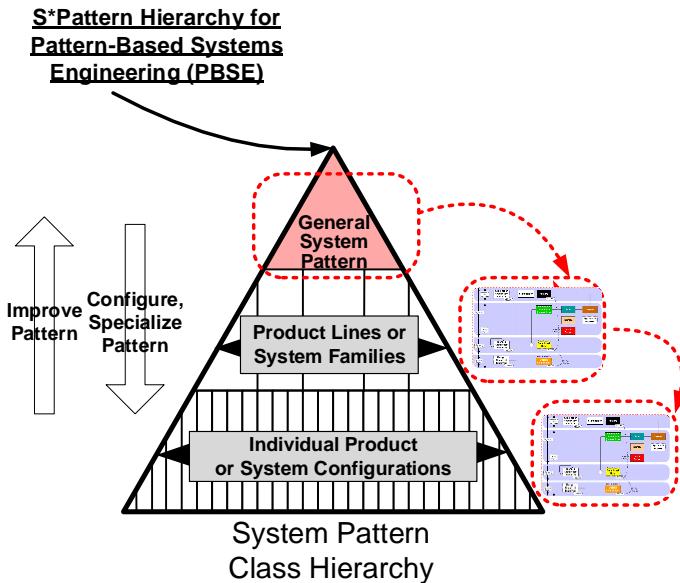 S*Pattern Hierarchy for
Pattern-Based Systems
Engineering (PBSE)
General
System
Pattern
Improve
Pattern
Configure,
Specialize
Pattern
Product Lines or
System Families
Individual Product
or System Configurations
System Pattern
Class Hierarchy